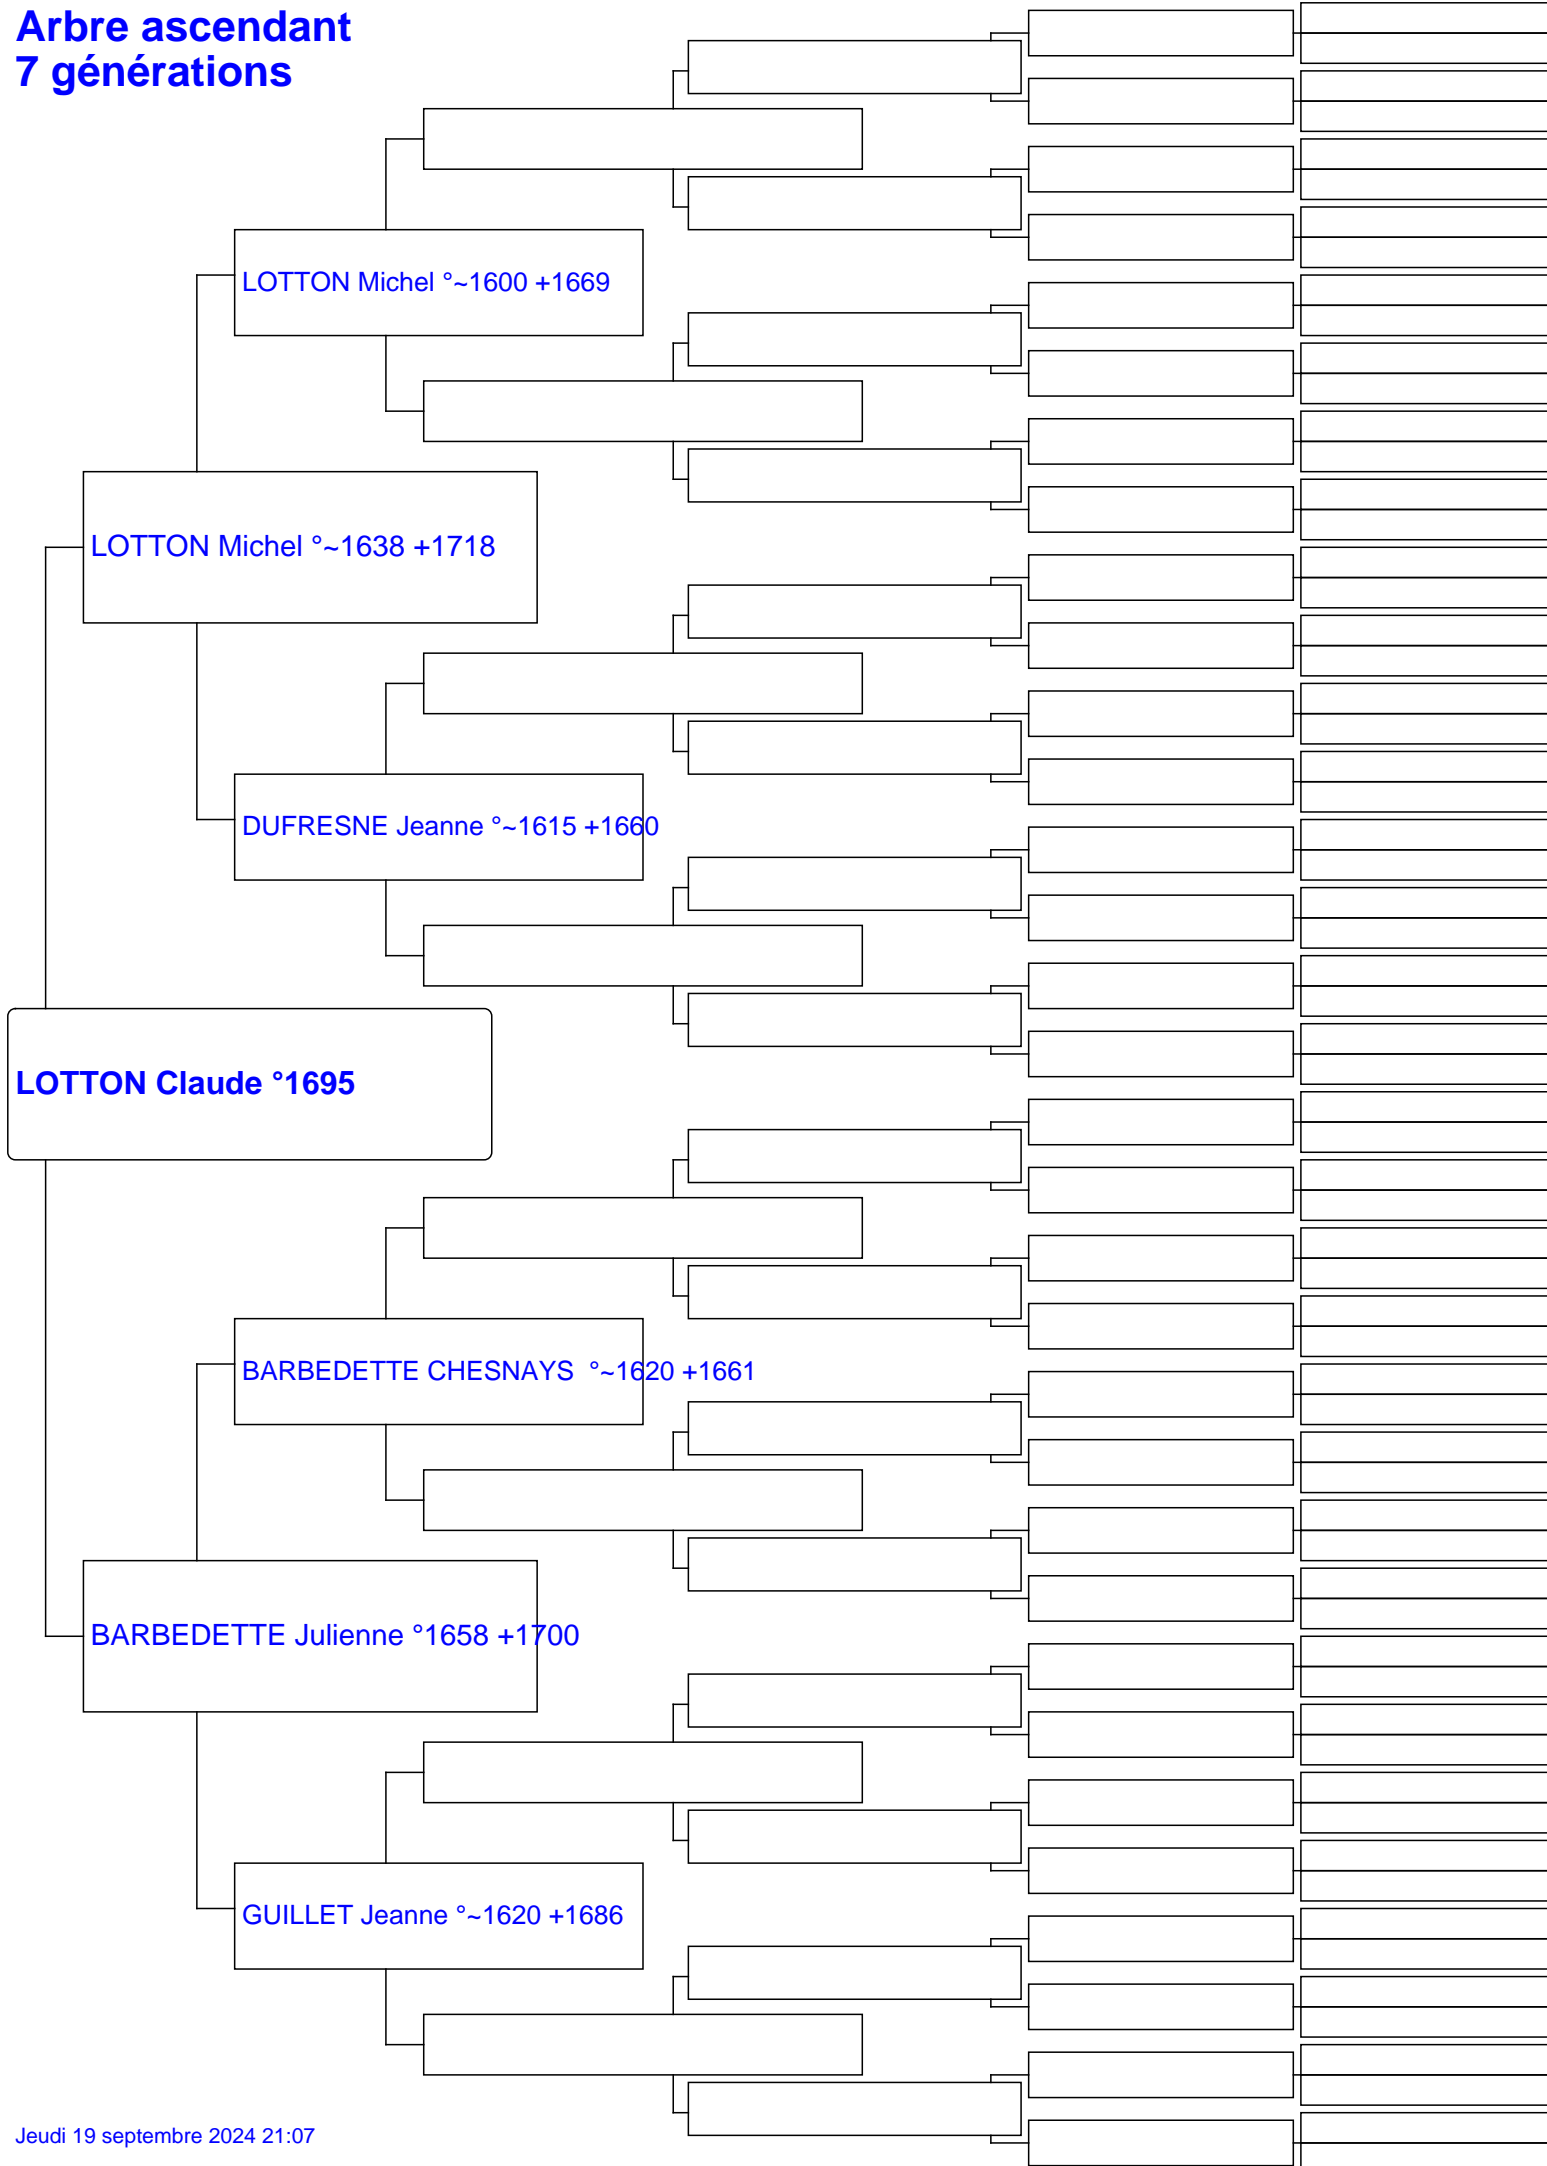 Arbre ascendant
7 générations
LOTTON Michel °~1600 +1669
LOTTON Michel °~1638 +1718
DUFRESNE Jeanne °~1615 +1660
LOTTON Claude °1695
BARBEDETTE CHESNAYS  °~1620 +1661
BARBEDETTE Julienne °1658 +1700
GUILLET Jeanne °~1620 +1686
Jeudi 19 septembre 2024 21:07